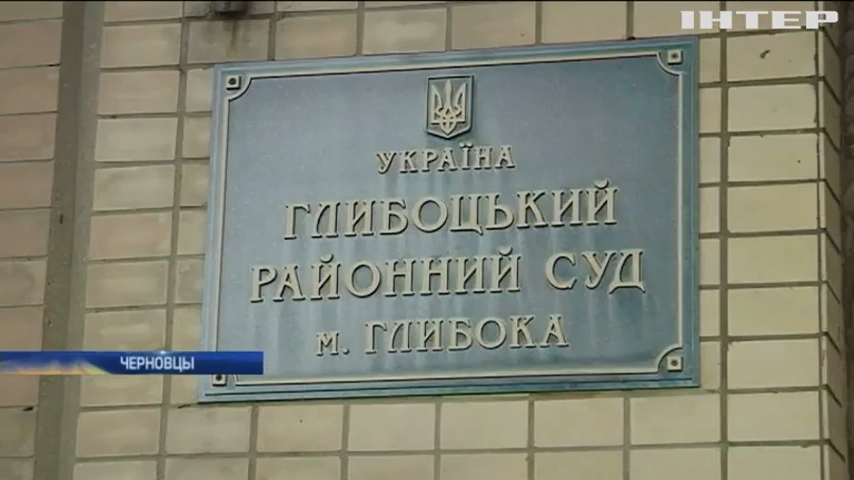 ІНТЕР
УКРАЇНА
ГЛИБОЦЬКИЙ
РАЙОННИЙ СУД
м. ГЛИБОКА
ЧЕРНОВЦЫ